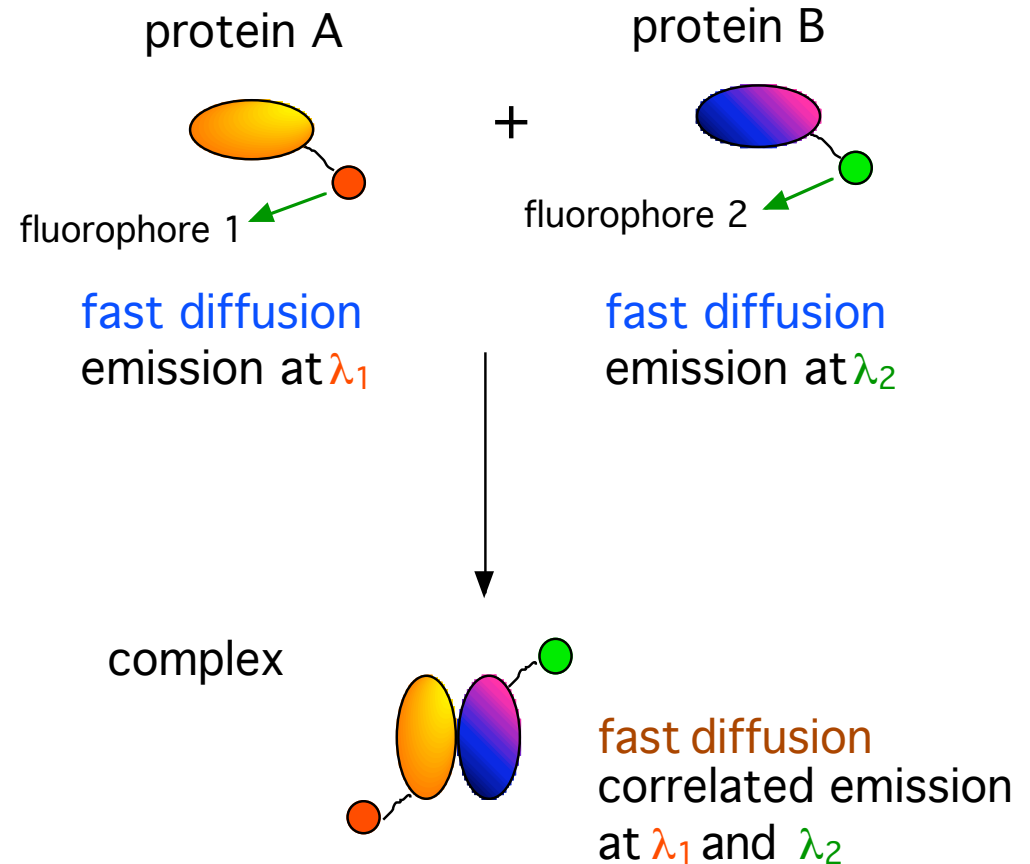 protein A
protein B
+
fluorophore 1
fluorophore 2
fast diffusion
emission at λ₁
fast diffusion
emission at λ₂
complex
fast diffusion
correlated emission
at λ₁ and λ₂